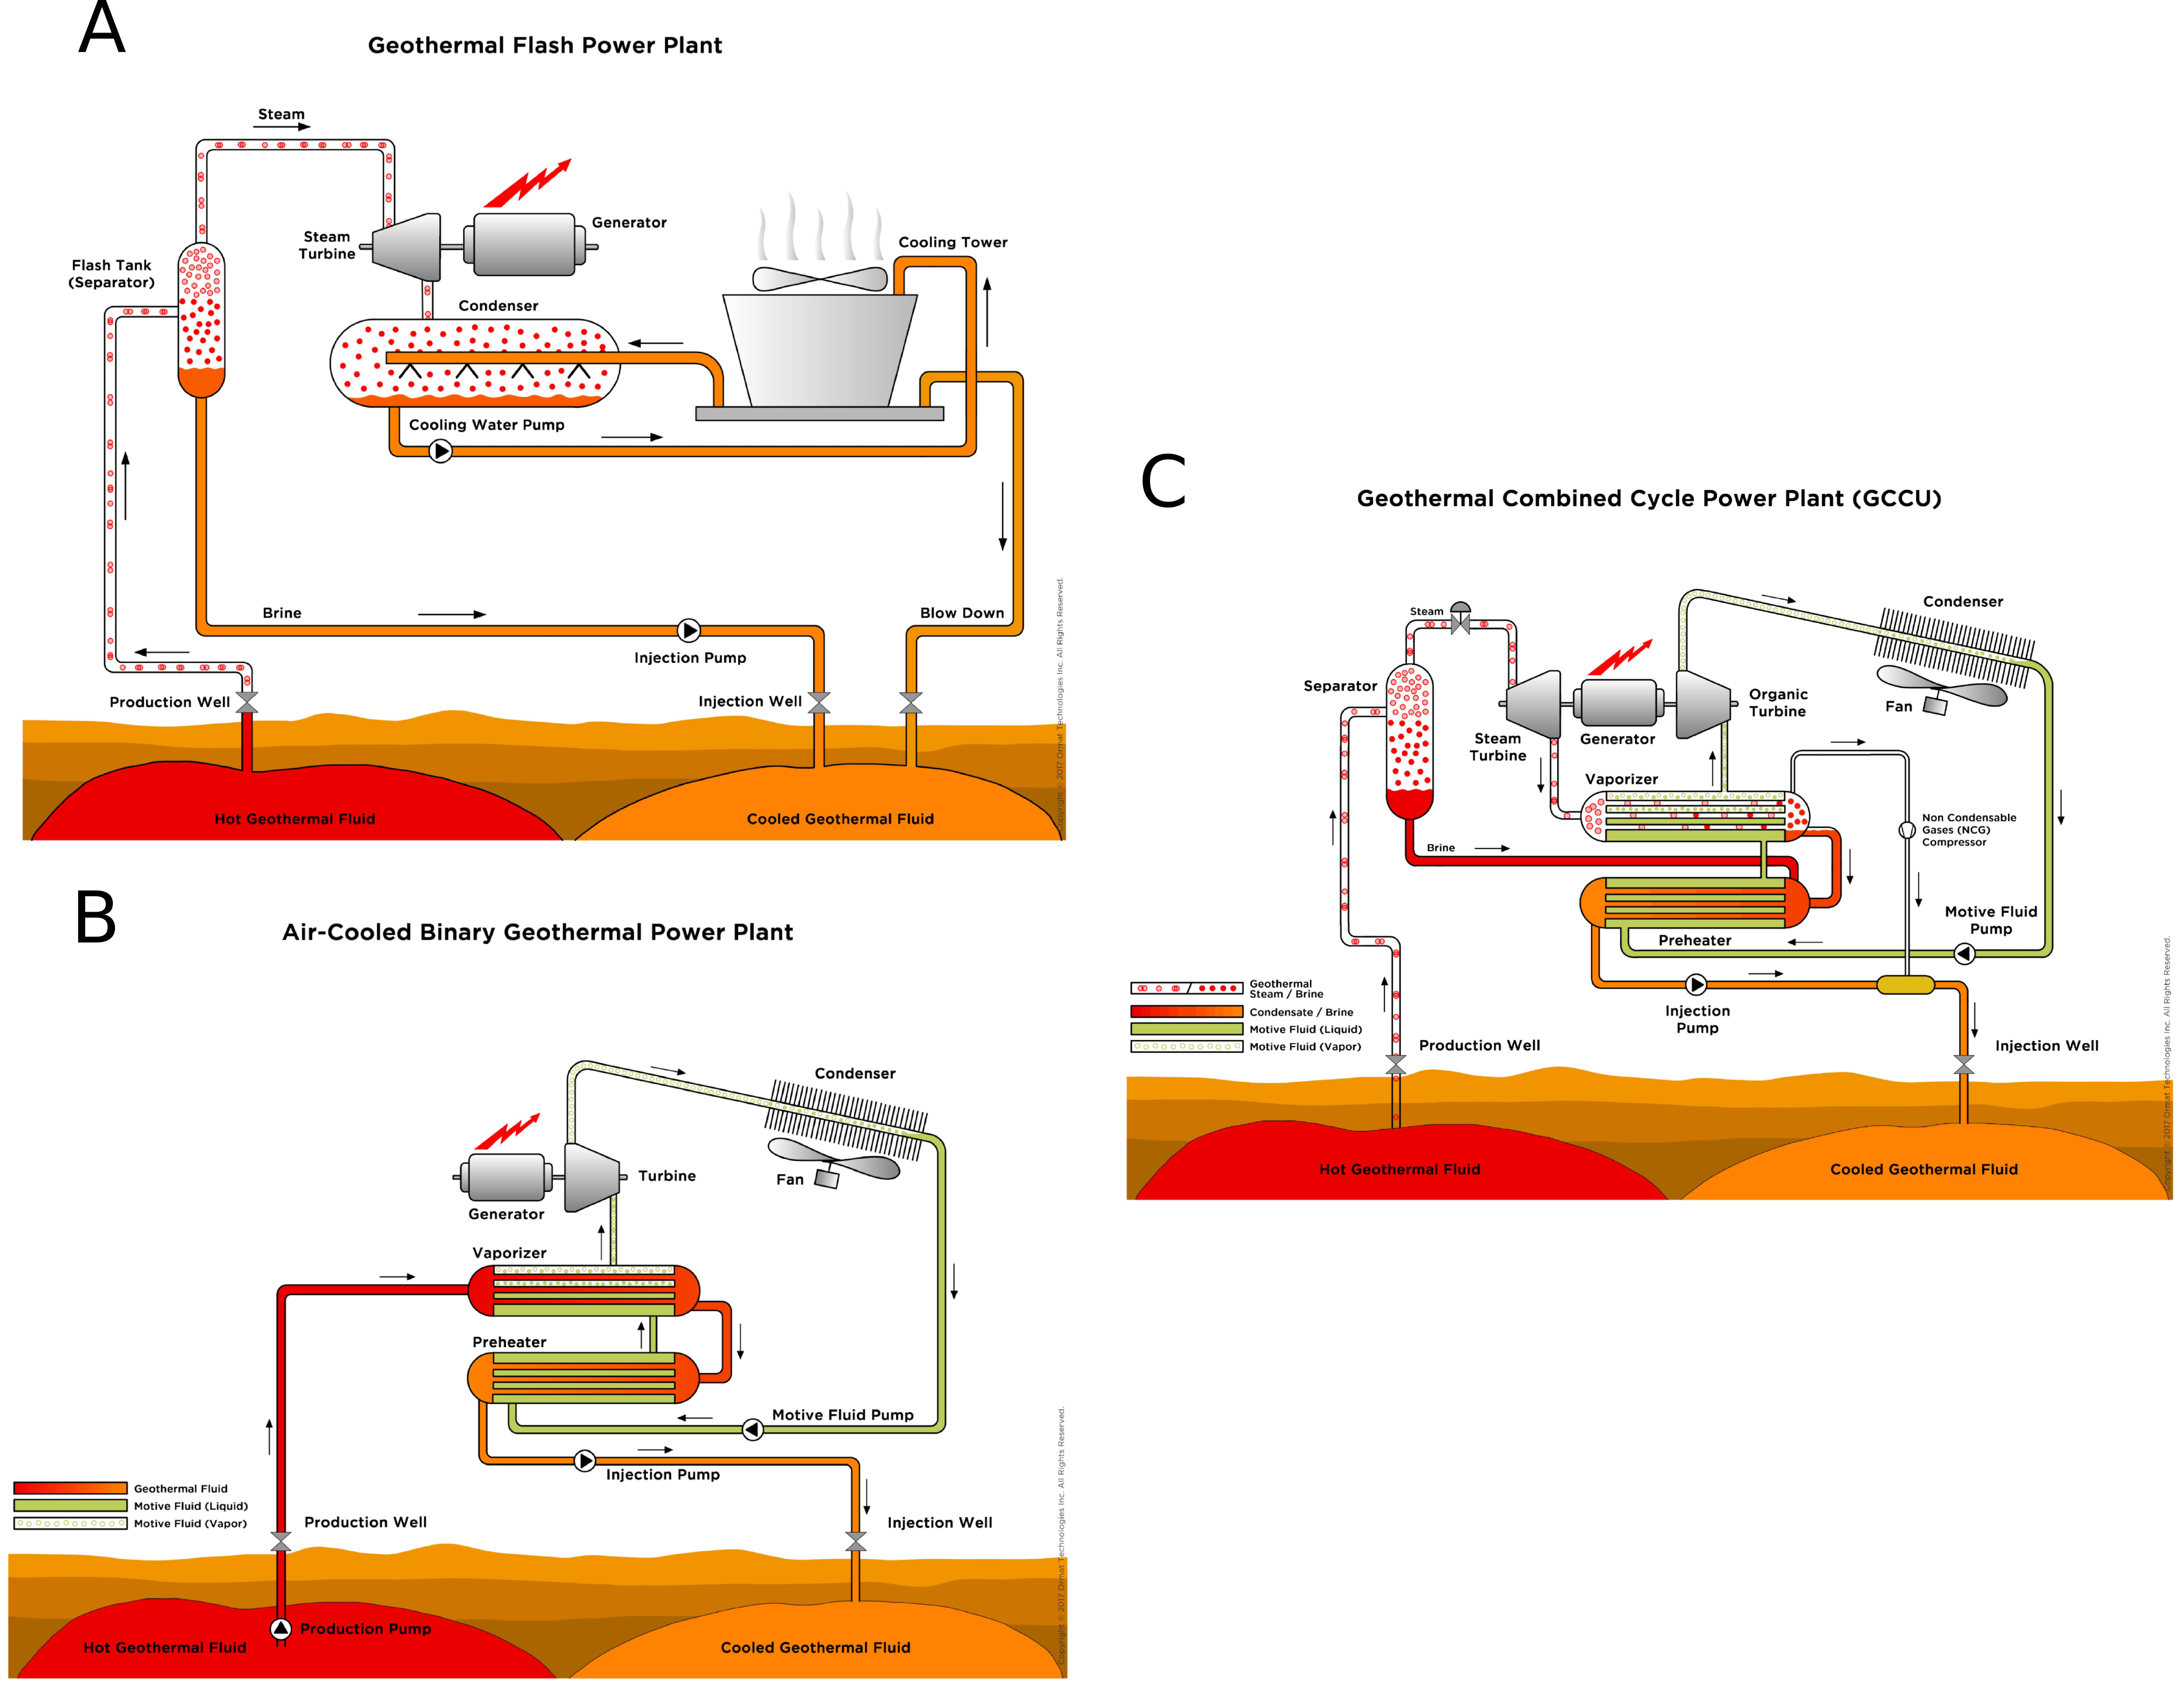 A
Geothermal Flash Power Plant
Steam
Generator
Steam
Turbine
Cooling Tower
Flash Tank
(Separator)
Condenser
Cooling Water Pump
Brine
Blow Down
Injection Pump
Production Well
Injection Well
Hot Geothermal Fluid
Cooled Geothermal Fluid
Copyright © 2017 Ormat Technologies Inc. All Rights Reserved.
B
Air-Cooled Binary Geothermal Power Plant
Condenser
Turbine
Fan
Generator
Vaporizer
Preheater
Motive Fluid Pump
Injection Pump
Geothermal Fluid
Motive Fluid (Liquid)
Motive Fluid (Vapor)
Production Well
Injection Well
Production Pump
Hot Geothermal Fluid
Cooled Geothermal Fluid
Copyright © 2017 Ormat Technologies Inc. All Rights Reserved.
C
Geothermal Combined Cycle Power Plant (GCCU)
Steam
Condenser
Separator
Organic
Turbine
Fan
Steam
Turbine
Generator
Vaporizer
Non Condensable
Gases (NCG)
Compressor
Brine
Motive Fluid
Pump
Preheater
Geothermal
Steam / Brine
Condensate / Brine
Motive Fluid (Liquid)
Motive Fluid (Vapor)
Injection
Pump
Production Well
Injection Well
Hot Geothermal Fluid
Cooled Geothermal Fluid
Copyright © 2017 Ormat Technologies Inc. All Rights Reserved.